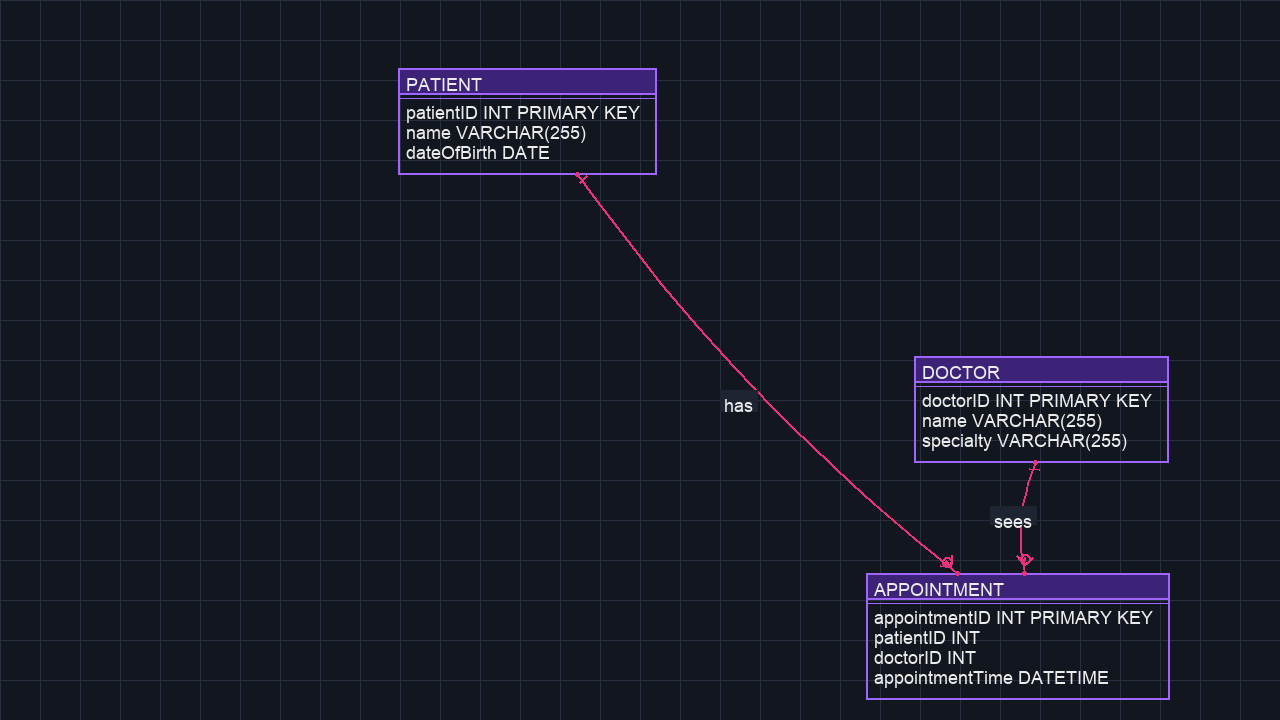 PATIENT
patientID INT PRIMARY KEY
name VARCHAR(255)
dateOfBirth DATE
has
DOCTOR
doctorID INT PRIMARY KEY
name VARCHAR(255)
specialty VARCHAR(255)
sees
APPOINTMENT
appointmentID INT PRIMARY KEY
patientID INT
doctorID INT
appointmentTime DATETIME